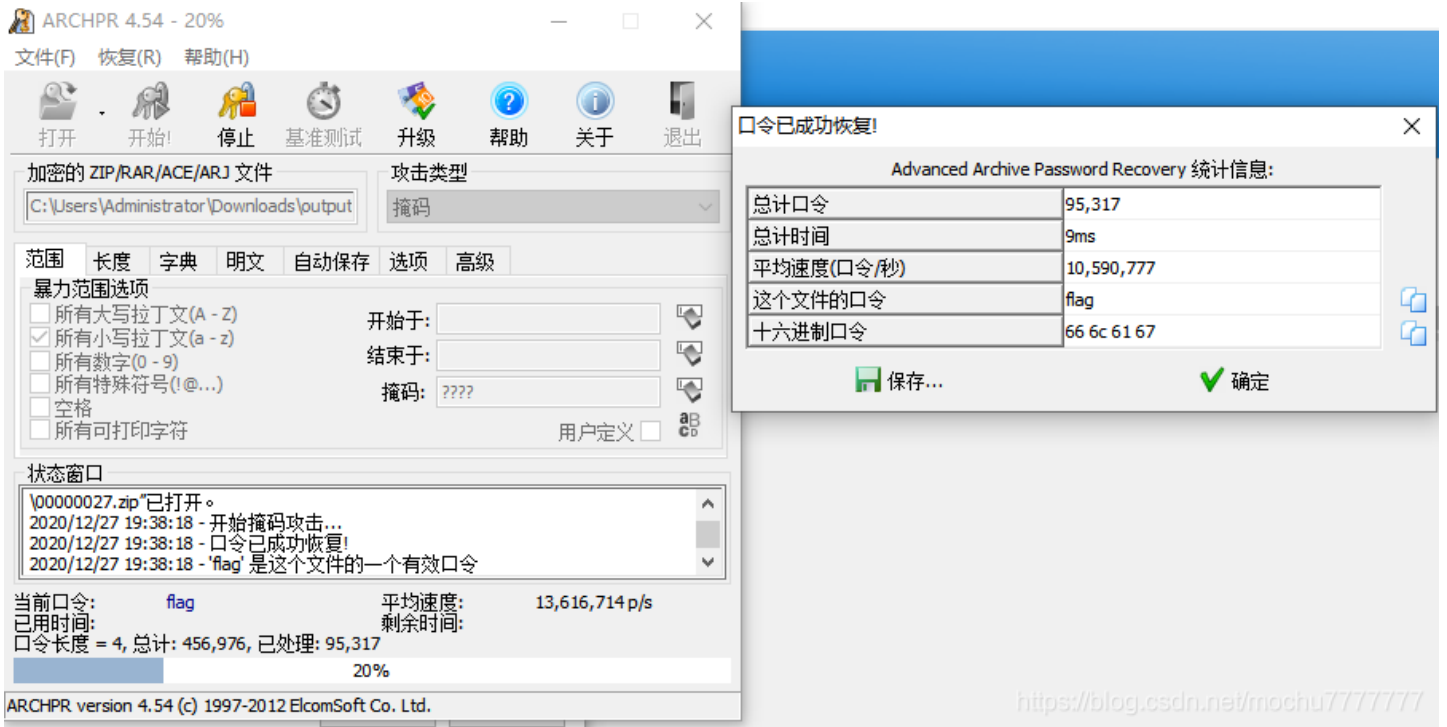 ARCHPR 4.54 - 20%
文件(F) 恢复(R) 帮助(H)
打开 开始! 停止 基准测试 升级 帮助 关于 退出
加密的 ZIP/RAR/ACE/ARJ 文件 攻击类型
C:\Users\Administrator\Downloads\output 掩码
范围 长度 字典 明文 自动保存 选项 高级
暴力范围选项
所有大写拉丁文(A - Z)
所有小写拉丁文(a - z)
所有数字(0 - 9)
所有特殊符号(!@...)
空格
所有可打印字符
开始于:
结束于:
掩码: ????
用户定义
状态窗口
\00000027.zip"已打开。
2020/12/27 19:38:18 - 开始掩码攻击...
2020/12/27 19:38:18 - 口令已成功恢复!
2020/12/27 19:38:18 - 'flag' 是这个文件的一个有效口令
当前口令: flag 平均速度: 13,616,714 p/s
已用时间: 剩余时间:
口令长度 = 4, 总计: 456,976, 已处理: 95,317
20%
ARCHPR version 4.54 (c) 1997-2012 ElcomSoft Co. Ltd.
口令已成功恢复!
Advanced Archive Password Recovery 统计信息:
总计口令 95,317
总计时间 9ms
平均速度(口令/秒) 10,590,777
这个文件的口令 flag
十六进制口令 66 6c 61 67
保存... 确定
https://blog.csdn.net/mochu7777777